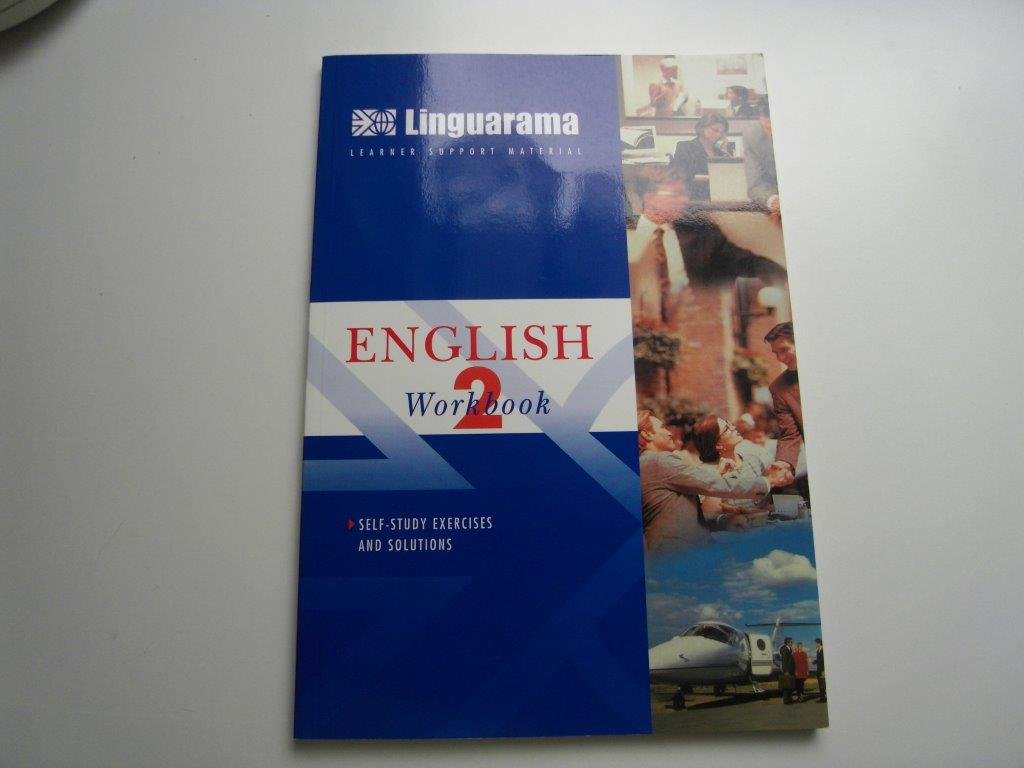 Linguarama
LEARNER SUPPORT MATERIAL
ENGLISH
2
Workbook
SELF-STUDY EXERCISES
AND SOLUTIONS